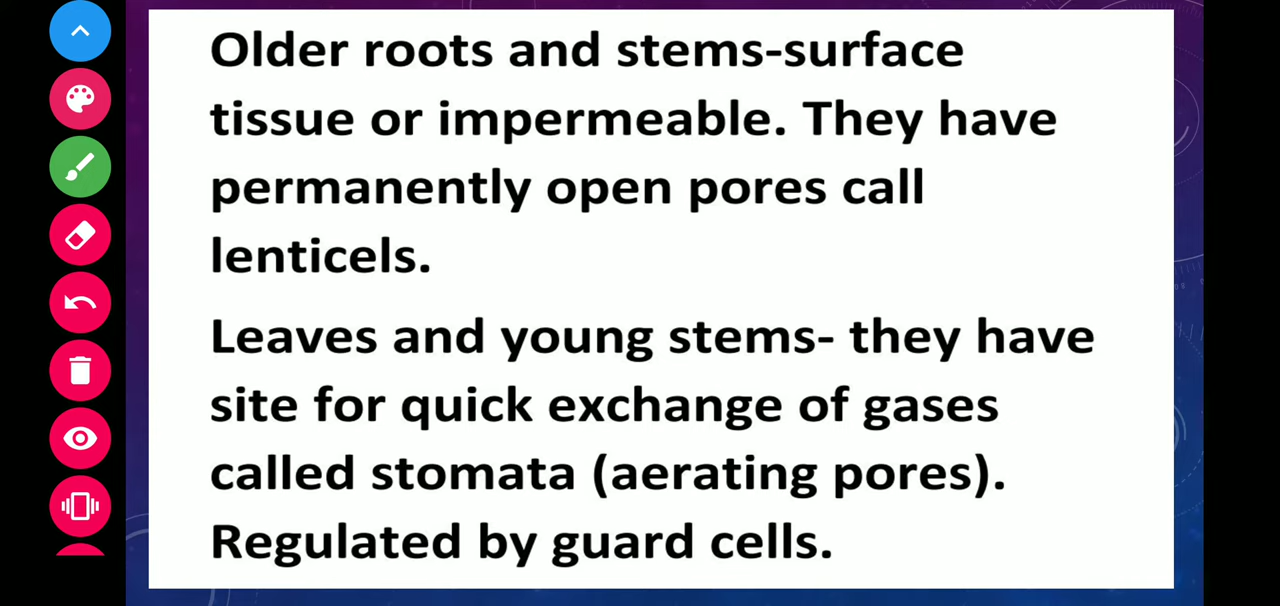 Older roots and stems-surface
tissue or impermeable. They have
permanently open pores call
lenticels.
Leaves and young stems- they have
site for quick exchange of gases
called stomata (aerating pores).
Regulated by guard cells.